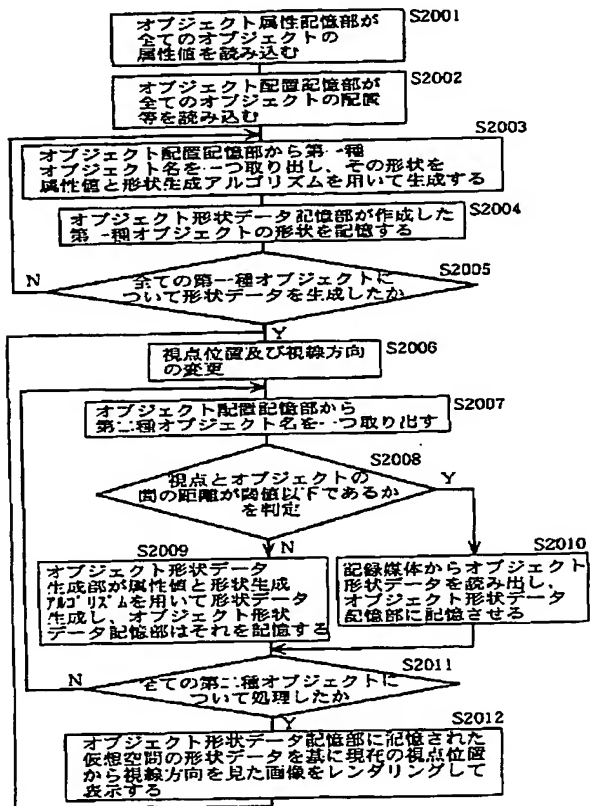 S2001
オブジェクト属性記憶部が
全てのオブジェクトの
属性値を読み込む
S2002
オブジェクト配置記憶部が
全てのオブジェクトの配置
等を読み込む
S2003
オブジェクト配置記憶部から第一種
オブジェクト名を一つ取り出し、その形状を
属性値と形状生成アルゴリズムを用いて生成する
S2004
オブジェクト形状データ記憶部が作成した
第一種オブジェクトの形状を記憶する
S2005
全ての第一種オブジェクトに
ついて形状データを生成したか
N
Y
S2006
視点位置及び視線方向
の変更
S2007
オブジェクト配置記憶部から
第二種オブジェクト名を一つ取り出す
S2008
視点とオブジェクトの
間の距離が閾値以下であるか
を判定
Y
N
S2009
オブジェクト形状データ
生成部が属性値と形状生成
アルゴリズムを用いて形状データ
生成し、オブジェクト形状
データ記憶部はそれを記憶する
S2010
記録媒体からオブジェクト
形状データを読み出し、
オブジェクト形状データ
記憶部に記憶させる
S2011
全ての第二種オブジェクトに
ついて処理したか
N
Y
S2012
オブジェクト形状データ記憶部に記憶された
仮想空間の形状データを基に現在の視点位置
から視線方向を見た画像をレンダリングして
表示する